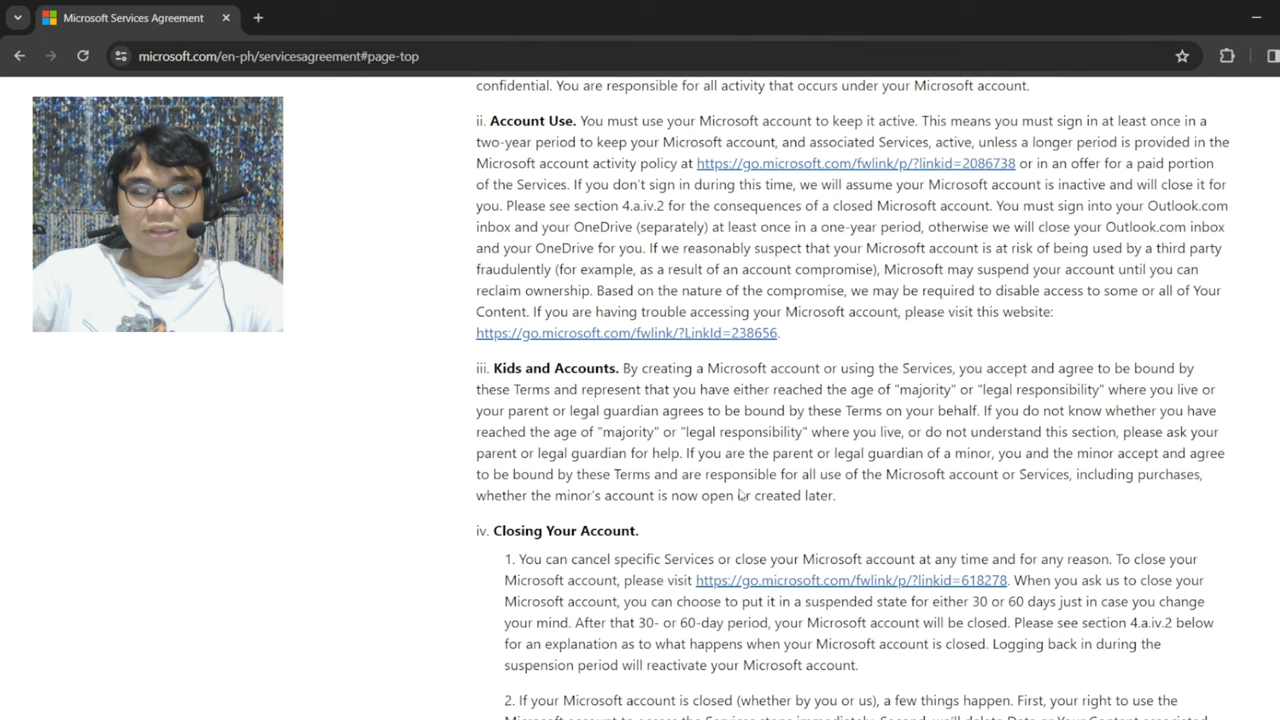 Microsoft Services Agreement
microsoft.com/en-ph/servicesagreement#page-top
confidential. You are responsible for all activity that occurs under your Microsoft account.
ii. Account Use. You must use your Microsoft account to keep it active. This means you must sign in at least once in a
two-year period to keep your Microsoft account, and associated Services, active, unless a longer period is provided in the
Microsoft account activity policy at https://go.microsoft.com/fwlink/p/?linkid=2086738 or in an offer for a paid portion
of the Services. If you don't sign in during this time, we will assume your Microsoft account is inactive and will close it for
you. Please see section 4.a.iv.2 for the consequences of a closed Microsoft account. You must sign into your Outlook.com
inbox and your OneDrive (separately) at least once in a one-year period, otherwise we will close your Outlook.com inbox
and your OneDrive for you. If we reasonably suspect that your Microsoft account is at risk of being used by a third party
fraudulently (for example, as a result of an account compromise), Microsoft may suspend your account until you can
reclaim ownership. Based on the nature of the compromise, we may be required to disable access to some or all of Your
Content. If you are having trouble accessing your Microsoft account, please visit this website:
https://go.microsoft.com/fwlink/?LinkId=238656.
iii. Kids and Accounts. By creating a Microsoft account or using the Services, you accept and agree to be bound by
these Terms and represent that you have either reached the age of "majority" or "legal responsibility" where you live or
your parent or legal guardian agrees to be bound by these Terms on your behalf. If you do not know whether you have
reached the age of "majority" or "legal responsibility" where you live, or do not understand this section, please ask your
parent or legal guardian for help. If you are the parent or legal guardian of a minor, you and the minor accept and agree
to be bound by these Terms and are responsible for all use of the Microsoft account or Services, including purchases,
whether the minor's account is now open or created later.
iv. Closing Your Account.
1. You can cancel specific Services or close your Microsoft account at any time and for any reason. To close your
Microsoft account, please visit https://go.microsoft.com/fwlink/p/?linkid=618278. When you ask us to close your
Microsoft account, you can choose to put it in a suspended state for either 30 or 60 days just in case you change
your mind. After that 30- or 60-day period, your Microsoft account will be closed. Please see section 4.a.iv.2 below
for an explanation as to what happens when your Microsoft account is closed. Logging back in during the
suspension period will reactivate your Microsoft account.
2. If your Microsoft account is closed (whether by you or us), a few things happen. First, your right to use the
Microsoft account to access the Services stops immediately. Second, we'll delete Data or Your Content associated